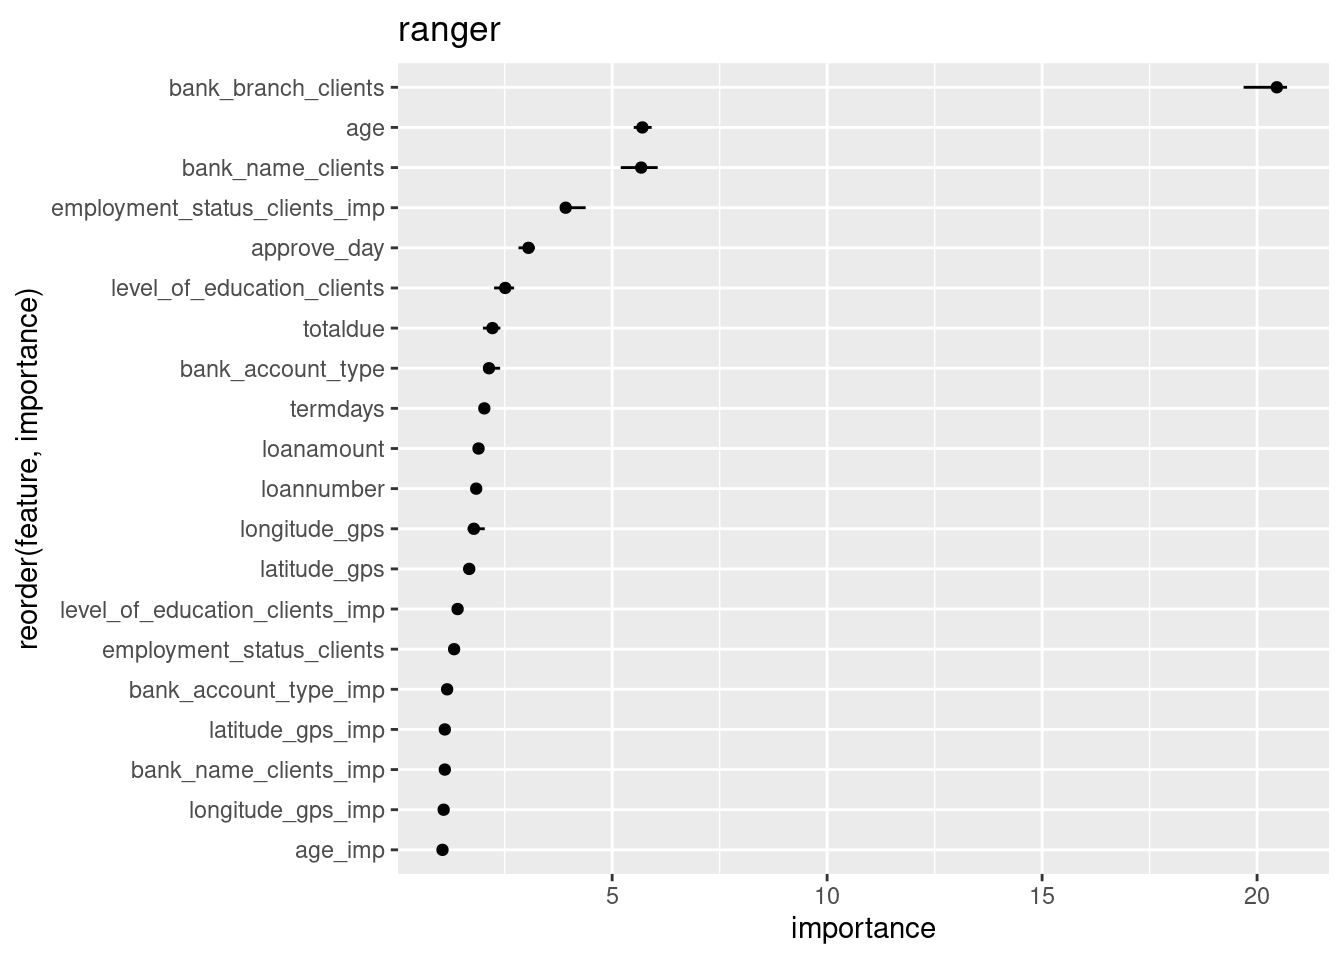 ranger
bank_branch_clients
age
bank_name_clients
employment_status_clients_imp
approve_day
level_of_education_clients
totaldue
bank_account_type
termdays
loanamount
loannumber
longitude_gps
latitude_gps
level_of_education_clients_imp
employment_status_clients
bank_account_type_imp
latitude_gps_imp
bank_name_clients_imp
longitude_gps_imp
age_imp
reorder(feature, importance)
5 10 15 20
importance